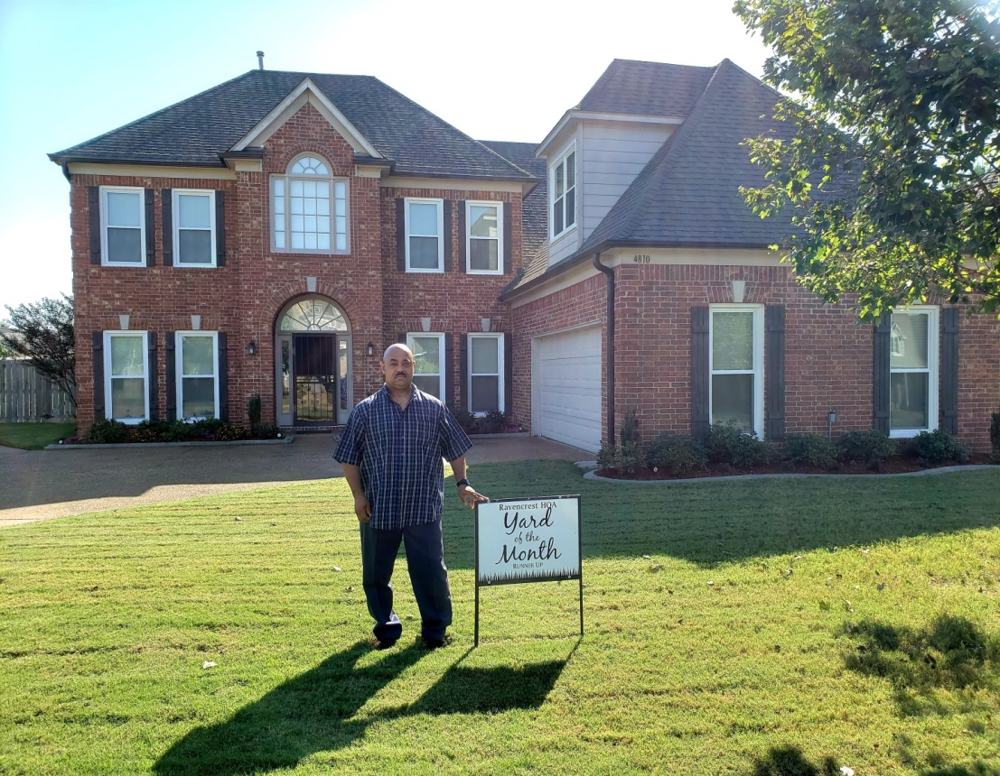 4810
Ravencrest HOA
Yard
of the
Month
RUNNER UP